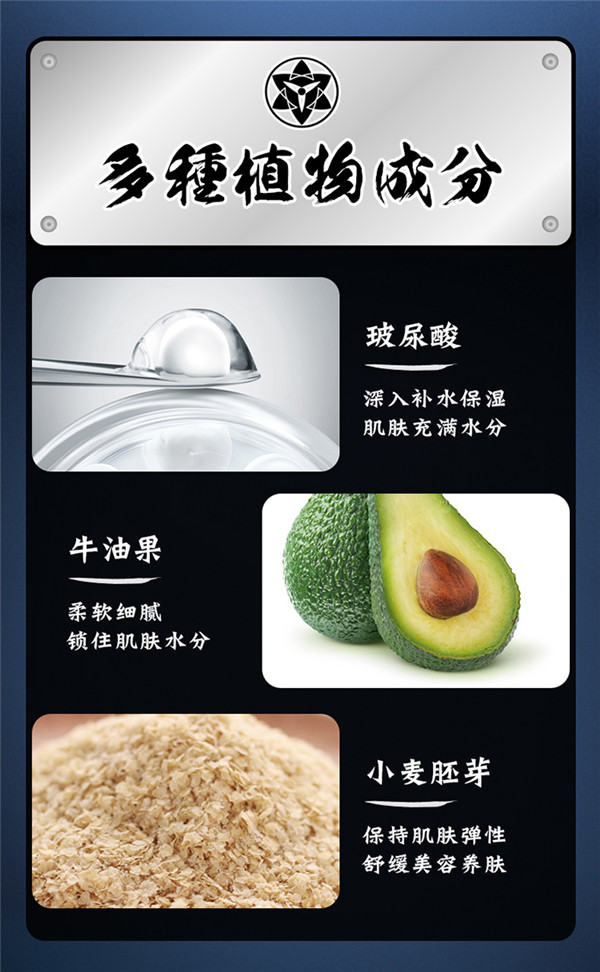 多種植物成分
玻尿酸
深入补水保湿
肌肤充满水分
牛油果
柔软细腻
锁住肌肤水分
小麦胚芽
保持肌肤弹性
舒缓美容养肤